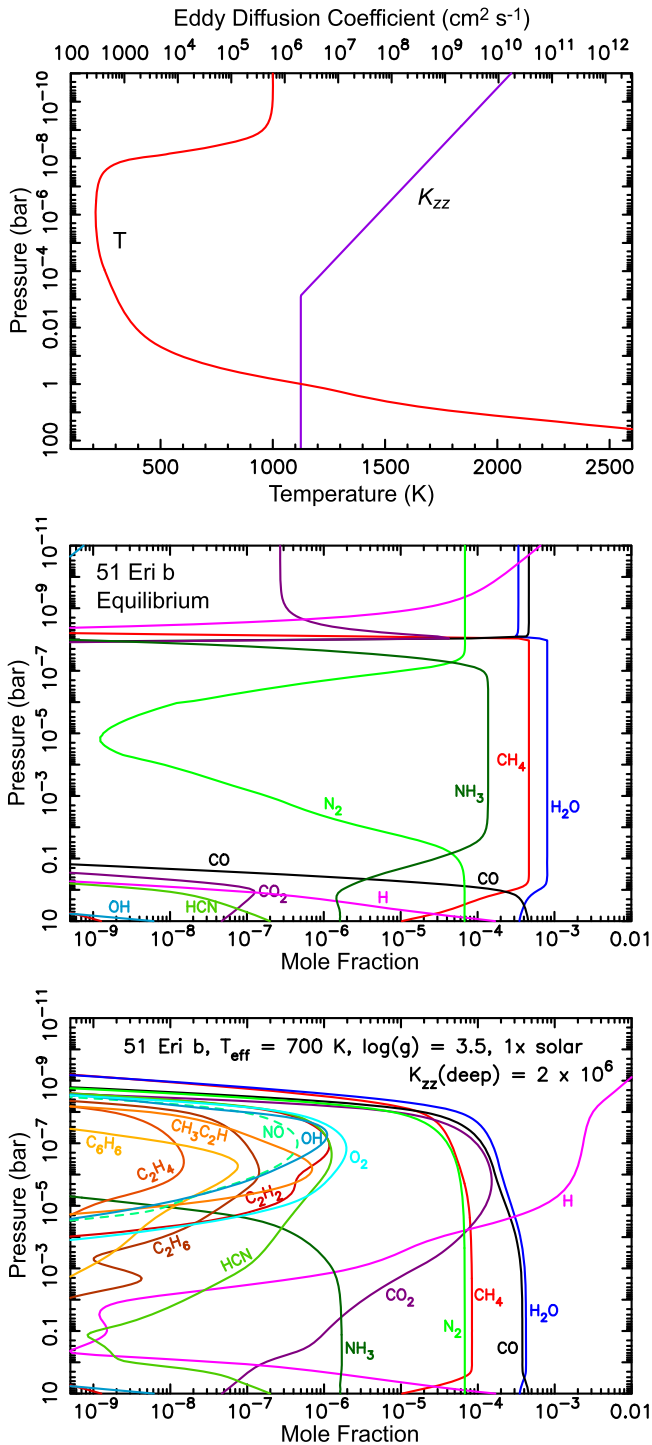 Eddy Diffusion Coefficient (cm2 s-1)
100 1000 10⁴ 10⁵ 10⁶ 10⁷ 10⁸ 10⁹ 10¹⁰ 10¹¹ 10¹²
Pressure (bar)
10⁻¹⁰
10⁻⁸
10⁻⁶
10⁻⁴
0.01
1
100
T
Kzz
500 1000 1500 2000 2500
Temperature (K)
51 Eri b
Equilibrium
Pressure (bar)
10⁻¹¹
10⁻⁹
10⁻⁷
10⁻⁵
10⁻³
0.1
10
N₂
NH₃
CH₄
H₂O
CO
CO
CO₂
H
OH
HCN
10⁻⁹ 10⁻⁸ 10⁻⁷ 10⁻⁶ 10⁻⁵ 10⁻⁴ 10⁻³ 0.01
Mole Fraction
51 Eri b, Teff = 700 K, log(g) = 3.5, 1x solar
Kzz(deep) = 2 x 10⁶
Pressure (bar)
10⁻¹¹
10⁻⁹
10⁻⁷
10⁻⁵
10⁻³
0.1
10
C₆H₆
CH₃C₂H
NO
OH
O₂
C₂H₄
C₂H₂
H
C₂H₆
HCN
CO₂
CH₄
H₂O
N₂
NH₃
CO
10⁻⁹ 10⁻⁸ 10⁻⁷ 10⁻⁶ 10⁻⁵ 10⁻⁴ 10⁻³ 0.01
Mole Fraction